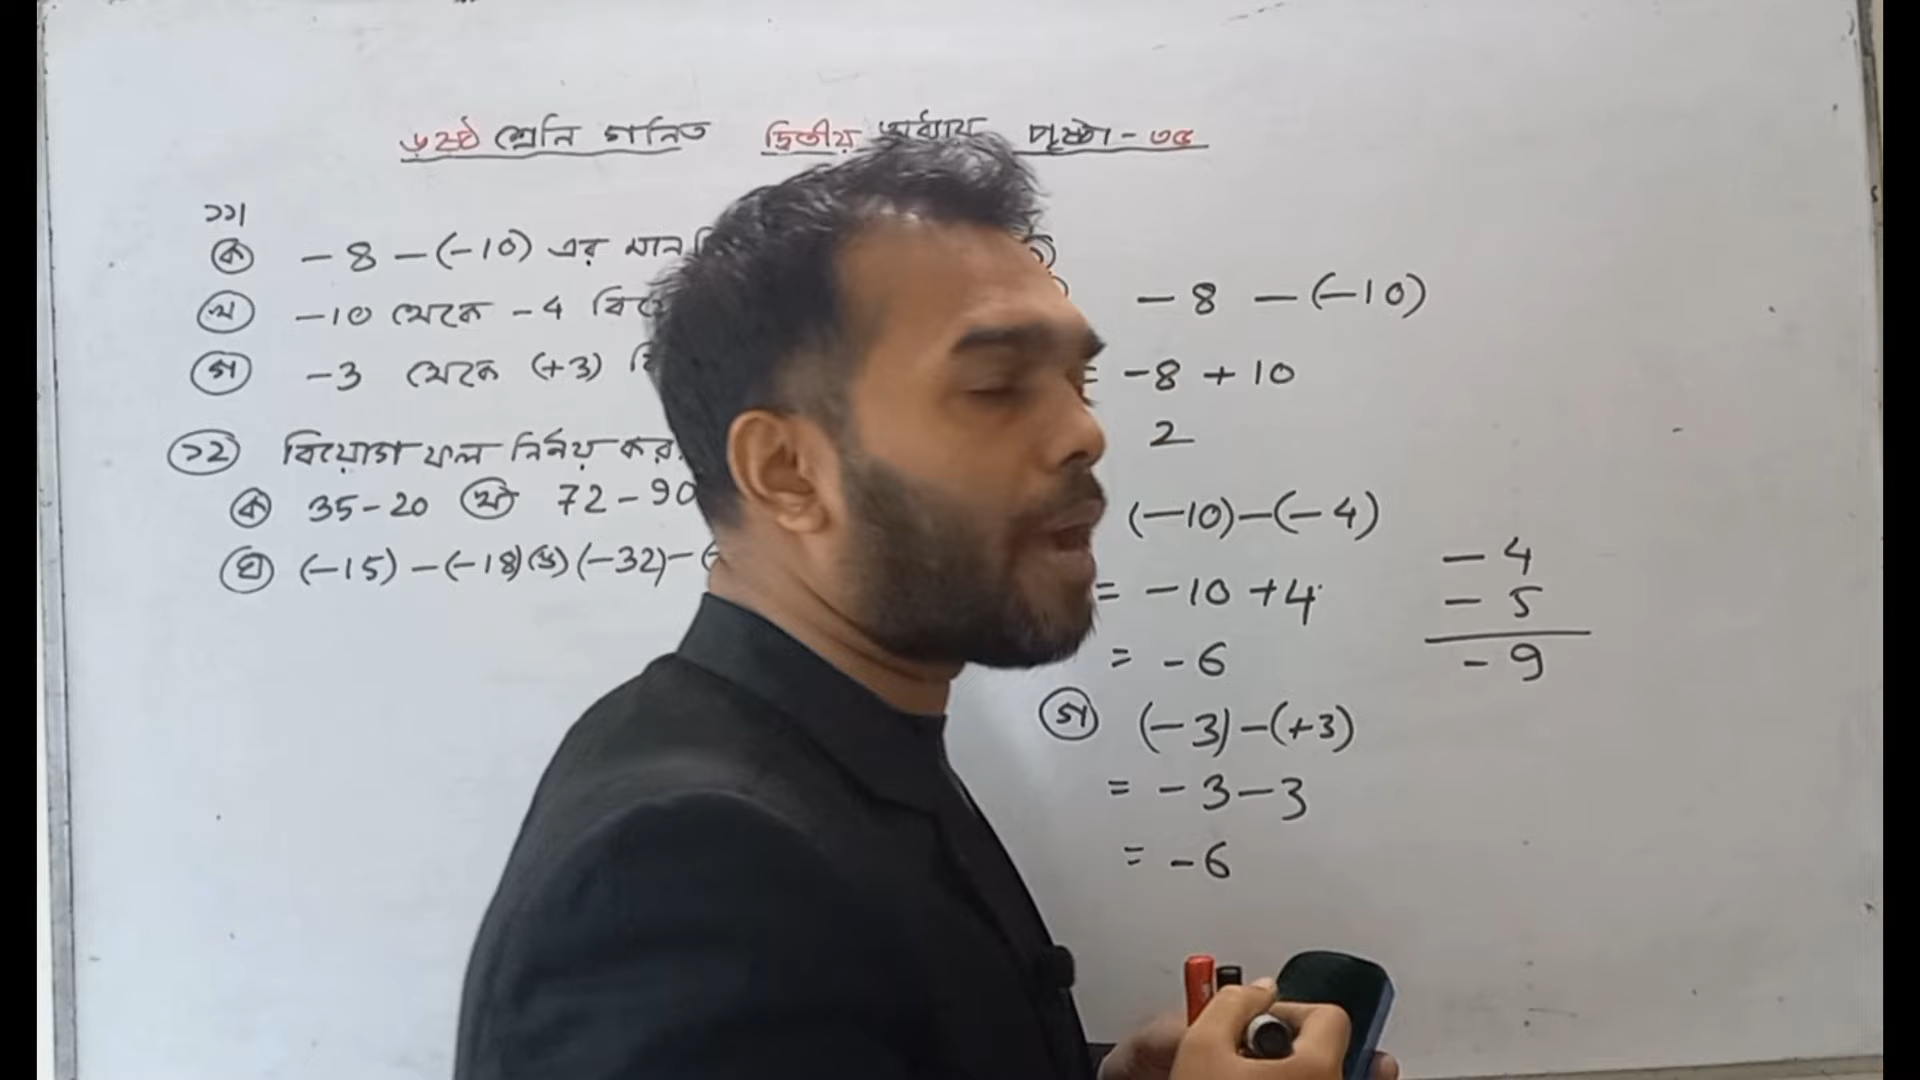 ৬ষষ্ঠ শ্রেনি গনিত দ্বিতীয় অধ্যায় পৃষ্ঠা - ৩৫
১১।
ক -8-(-10) এর মান
খ -10 থেকে -4
গ -3 থেকে (+3)
১২ বিয়োগ ফল নির্নয় কর
ক 35-20 খ 72-90
ঘ (-15)-(-18) ঙ (-32)-
-8-(-10)
= -8+10
2
(-10)-(-4)
= -10+4
= -6
গ (-3)-(+3)
= -3-3
= -6
-4
-5
-9